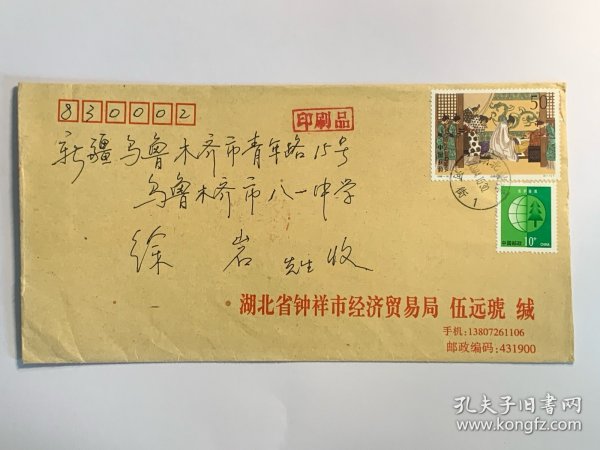 830002
印刷品
50
新疆乌鲁木齐市青年路15号
乌鲁木齐市八一中学
徐岩 先生 收
中国邮政 10分 CHINA
湖北省钟祥市经济贸易局 伍远琥 缄
手机:13807261106
邮政编码:431900
孔夫子旧书网
www.kongfz.com